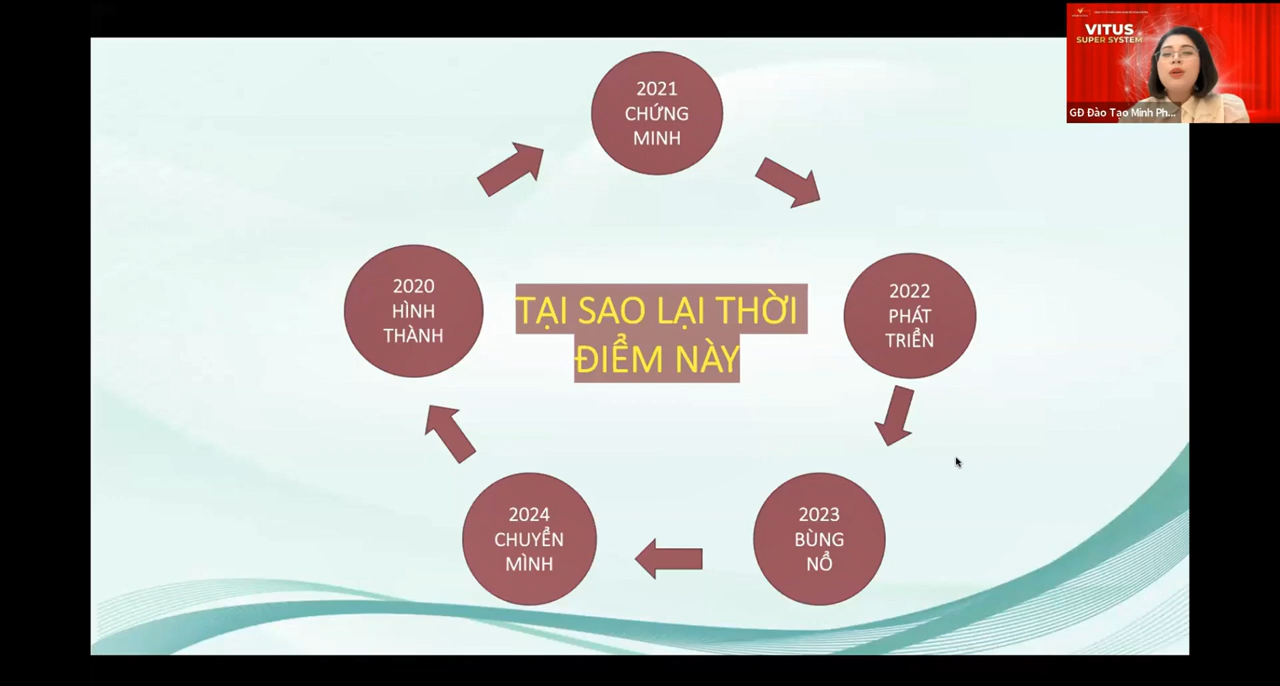 2021
CHỨNG
MINH
2020
HÌNH
THÀNH
TẠI SAO LẠI THỜI
ĐIỂM NÀY
2022
PHÁT
TRIỂN
2024
CHUYỂN
MÌNH
2023
BÙNG
NỔ
VITUS
SUPER SYSTEM
GĐ Đào Tạo Minh Ph...